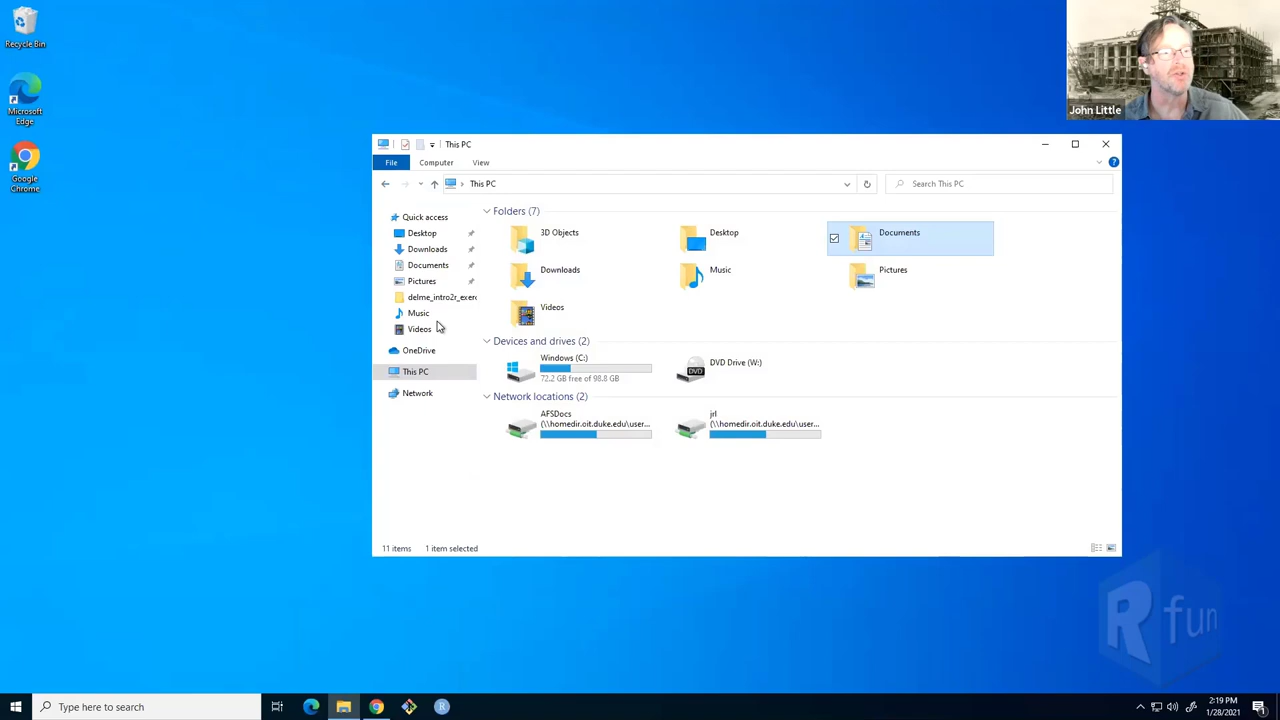 Recycle Bin
Microsoft
Edge
Google
Chrome
John Little
This PC
File
Computer
View
This PC
Search This PC
Quick access
Desktop
Downloads
Documents
Pictures
delme_intro2r_exerc
Music
Videos
OneDrive
This PC
Network
Folders (7)
3D Objects
Desktop
Documents
Downloads
Music
Pictures
Videos
Devices and drives (2)
Windows (C:)
72.2 GB free of 98.8 GB
DVD
DVD Drive (W:)
Network locations (2)
AFSDocs
(\\homedir.oit.duke.edu\user...
jrl
(\\homedir.oit.duke.edu\user...
11 items
1 item selected
R fun
Type here to search
R
2:19 PM
1/28/2021
1